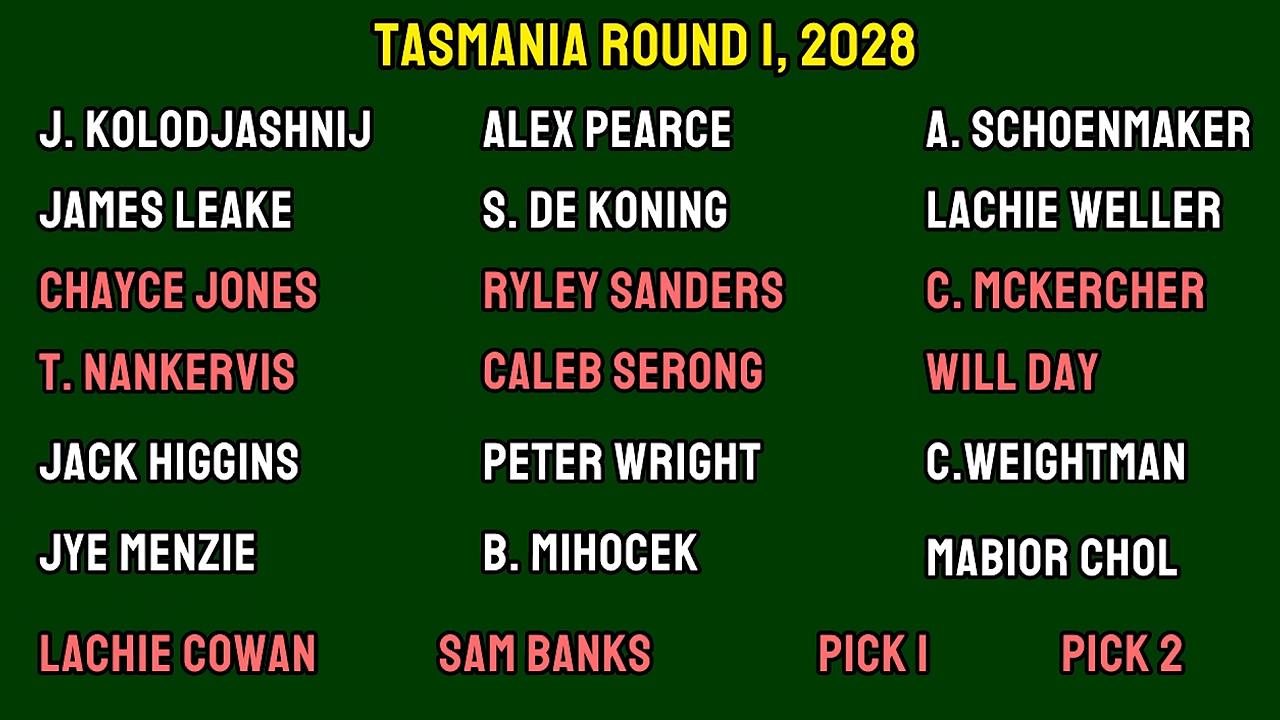 TASMANIA ROUND 1, 2028
J. KOLODJASHNIJ ALEX PEARCE A. SCHOENMAKER
JAMES LEAKE S. DE KONING LACHIE WELLER
CHAYCE JONES RYLEY SANDERS C. MCKERCHER
T. NANKERVIS CALEB SERONG WILL DAY
JACK HIGGINS PETER WRIGHT C.WEIGHTMAN
JYE MENZIE B. MIHOCEK MABIOR CHOL
LACHIE COWAN SAM BANKS PICK 1 PICK 2